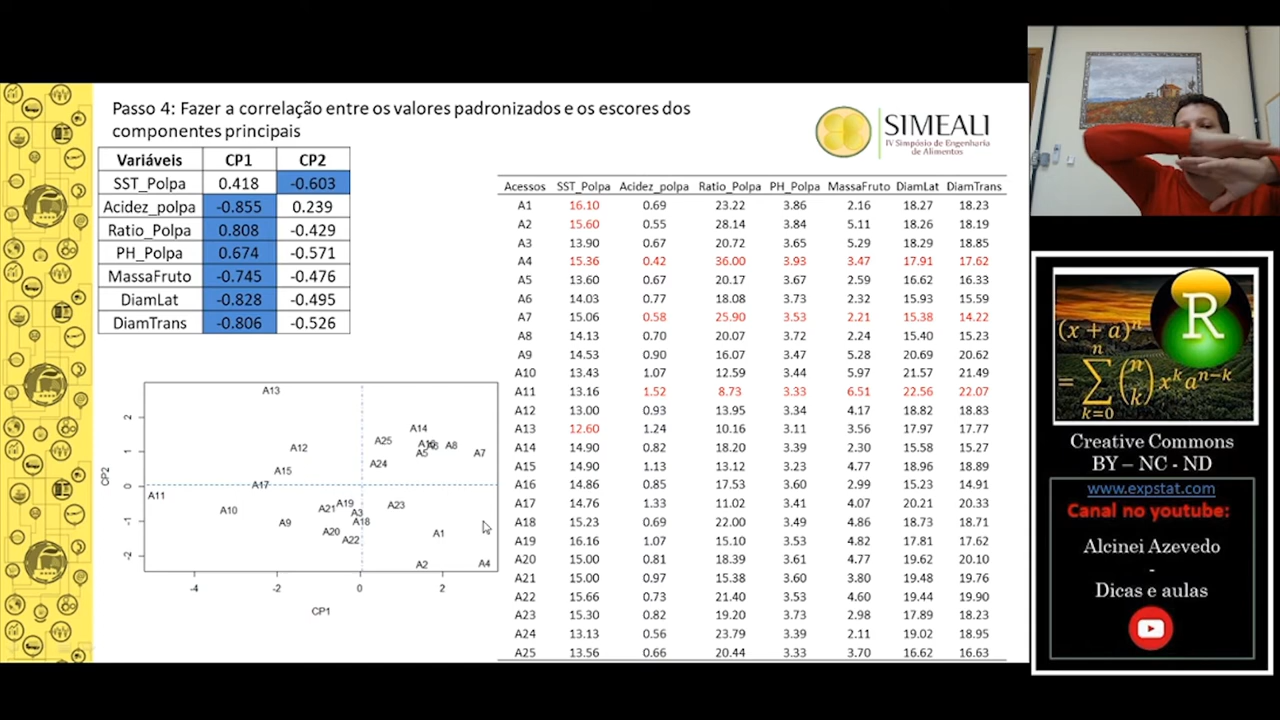 Passo 4: Fazer a correlação entre os valores padronizados e os escores dos
componentes principais
SIMEALI
IV Simpósio de Engenharia
de Alimentos
Variáveis CP1 CP2
SST_Polpa 0.418 -0.603
Acidez_polpa -0.855 0.239
Ratio_Polpa 0.808 -0.429
PH_Polpa 0.674 -0.571
MassaFruto -0.745 -0.476
DiamLat -0.828 -0.495
DiamTrans -0.806 -0.526
Acessos SST_Polpa Acidez_polpa Ratio_Polpa PH_Polpa MassaFruto DiamLat DiamTrans
A1 16.10 0.69 23.22 3.86 2.16 18.27 18.23
A2 15.60 0.55 28.14 3.84 5.11 18.26 18.19
A3 13.90 0.67 20.72 3.65 5.29 18.29 18.85
A4 15.36 0.42 36.00 3.93 3.47 17.91 17.62
A5 13.60 0.67 20.17 3.67 2.59 16.62 16.33
A6 14.03 0.77 18.08 3.73 2.32 15.93 15.59
A7 15.06 0.58 25.90 3.53 2.21 15.38 14.22
A8 14.13 0.70 20.07 3.72 2.24 15.40 15.23
A9 14.53 0.90 16.07 3.47 5.28 20.69 20.62
A10 13.43 1.07 12.59 3.44 5.97 21.57 21.49
A11 13.16 1.52 8.73 3.33 6.51 22.56 22.07
A12 13.00 0.93 13.95 3.34 4.17 18.82 18.83
A13 12.60 1.24 10.16 3.11 3.56 17.97 17.77
A14 14.90 0.82 18.20 3.39 2.30 15.58 15.27
A15 14.90 1.13 13.12 3.23 4.77 18.96 18.89
A16 14.86 0.85 17.53 3.60 2.99 15.23 14.91
A17 14.76 1.33 11.02 3.41 4.07 20.21 20.33
A18 15.23 0.69 22.00 3.49 4.86 18.73 18.71
A19 16.16 1.07 15.10 3.53 4.82 17.81 17.62
A20 15.00 0.81 18.39 3.61 4.77 19.62 20.10
A21 15.00 0.97 15.38 3.60 3.80 19.48 19.76
A22 15.66 0.73 21.40 3.53 4.60 19.44 19.90
A23 15.30 0.82 19.20 3.73 2.98 17.89 18.23
A24 13.13 0.56 23.79 3.39 2.11 19.02 18.95
A25 13.56 0.66 20.44 3.33 3.70 16.62 16.63
A13
2
A14
A25
A12
A8
1
A5 A7
A24
A15
0
A17
A11
A19 A23
A21
A10 A3
-1
A9 A18
A20 A1
A22
-2
A2 A4
-4 -2 0 2
CP1
CP2
(x + a)^n
= ∑ n k=0 (n k) x^k a^n−k
R
Creative Commons
BY – NC - ND
www.expstat.com
Canal no youtube:
Alcinei Azevedo
-
Dicas e aulas